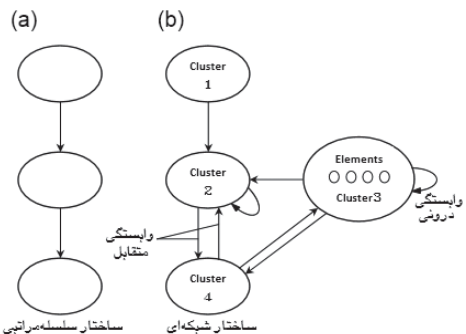 (a)
(b)
Cluster
1
Cluster
2
Elements
Cluster3
وابستگی
درونی
وابستگی
متقابل
Cluster
4
ساختار سلسله‌مراتبی
ساختار شبکه‌ای